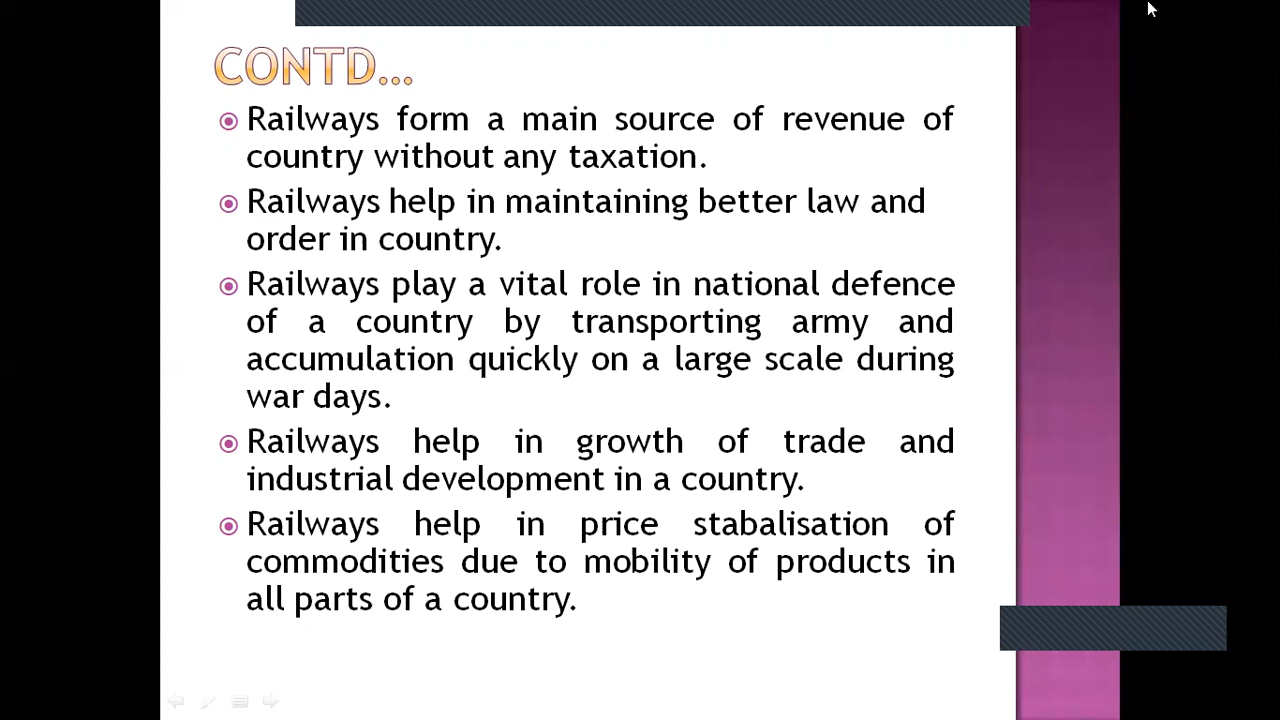 CONTD...
Railways form a main source of revenue of
country without any taxation.
Railways help in maintaining better law and
order in country.
Railways play a vital role in national defence
of a country by transporting army and
accumulation quickly on a large scale during
war days.
Railways help in growth of trade and
industrial development in a country.
Railways help in price stabalisation of
commodities due to mobility of products in
all parts of a country.